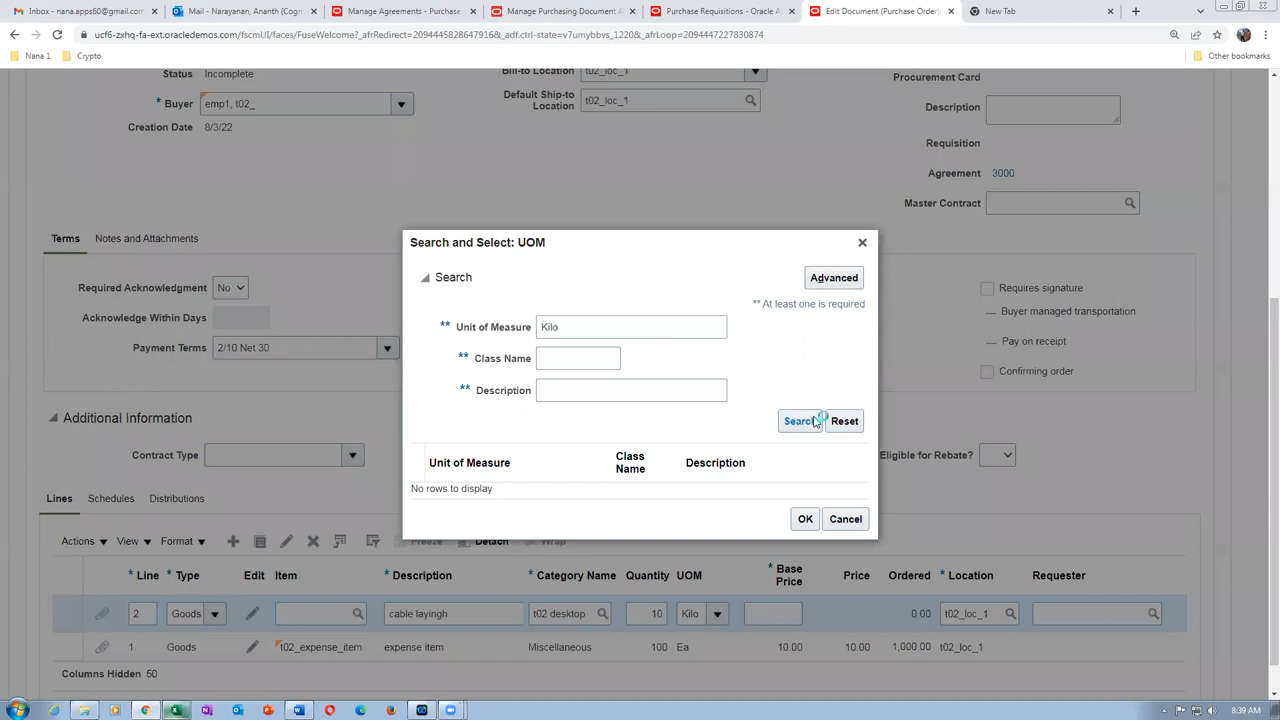 Inbox - nana.apps60@gmail.com
Mail - Narayanan, Ananth (Cogn
Manage Agreements - Purchase
Manage Purchasing Document A
Purchase Requisitions - Oracle A
Edit Document (Purchase Order)
New Tab
ucf6-zxhq-fa-ext.oracledemos.com/fscmUI/faces/FuseWelcome?_afrRedirect=2094445828647916&_adf.ctrl-state=v7umybbvs_1220&_afrLoop=20944447227830874
Nana 1
Crypto
Other bookmarks
Status Incomplete
* Buyer emp1, t02_
Creation Date 8/3/22
Bill-to Location t02_loc_1
Default Ship-to Location t02_loc_1
Procurement Card
Description
Requisition
Agreement 3000
Master Contract
Terms Notes and Attachments
Required Acknowledgment No
Acknowledge Within Days
Payment Terms 2/10 Net 30
Requires signature
Buyer managed transportation
Pay on receipt
Confirming order
Additional Information
Contract Type
Eligible for Rebate?
Search and Select: UOM
Search
Advanced
** At least one is required
** Unit of Measure Kilo
** Class Name
** Description
Search Reset
Unit of Measure Class Name Description
No rows to display
OK Cancel
Lines Schedules Distributions
Actions View Format Freeze Detach Wrap
* Line * Type Edit Item * Description * Category Name Quantity UOM * Base Price Price Ordered * Location Requester
2 Goods cable layingh t02 desktop 10 Kilo 0.00 t02_loc_1
1 Goods t02_expense_item expense item Miscellaneous 100 Ea 10.00 10.00 1,000.00 t02_loc_1
Columns Hidden 50
8:39 AM